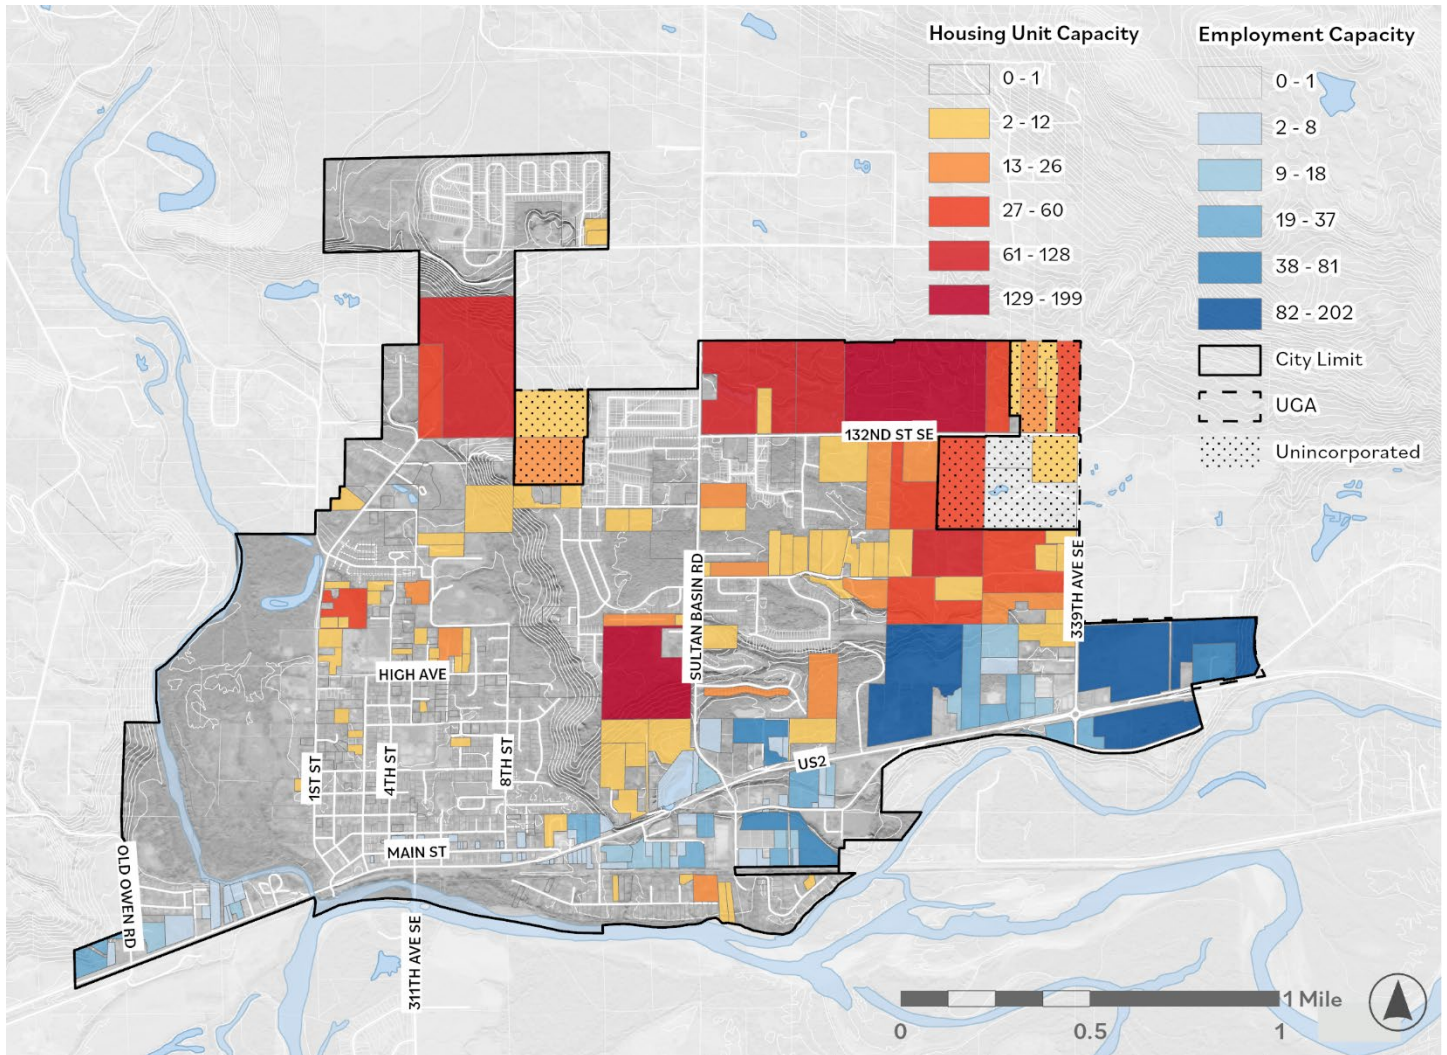 Housing Unit Capacity
0 - 1
2 - 12
13 - 26
27 - 60
61 - 128
129 - 199
Employment Capacity
0 - 1
2 - 8
9 - 18
19 - 37
38 - 81
82 - 202
City Limit
UGA
Unincorporated
132ND ST SE
SULTAN BASIN RD
339TH AVE SE
HIGH AVE
1ST ST
4TH ST
8TH ST
US2
MAIN ST
OLD OWEN RD
311TH AVE SE
1 Mile
0
0.5
1